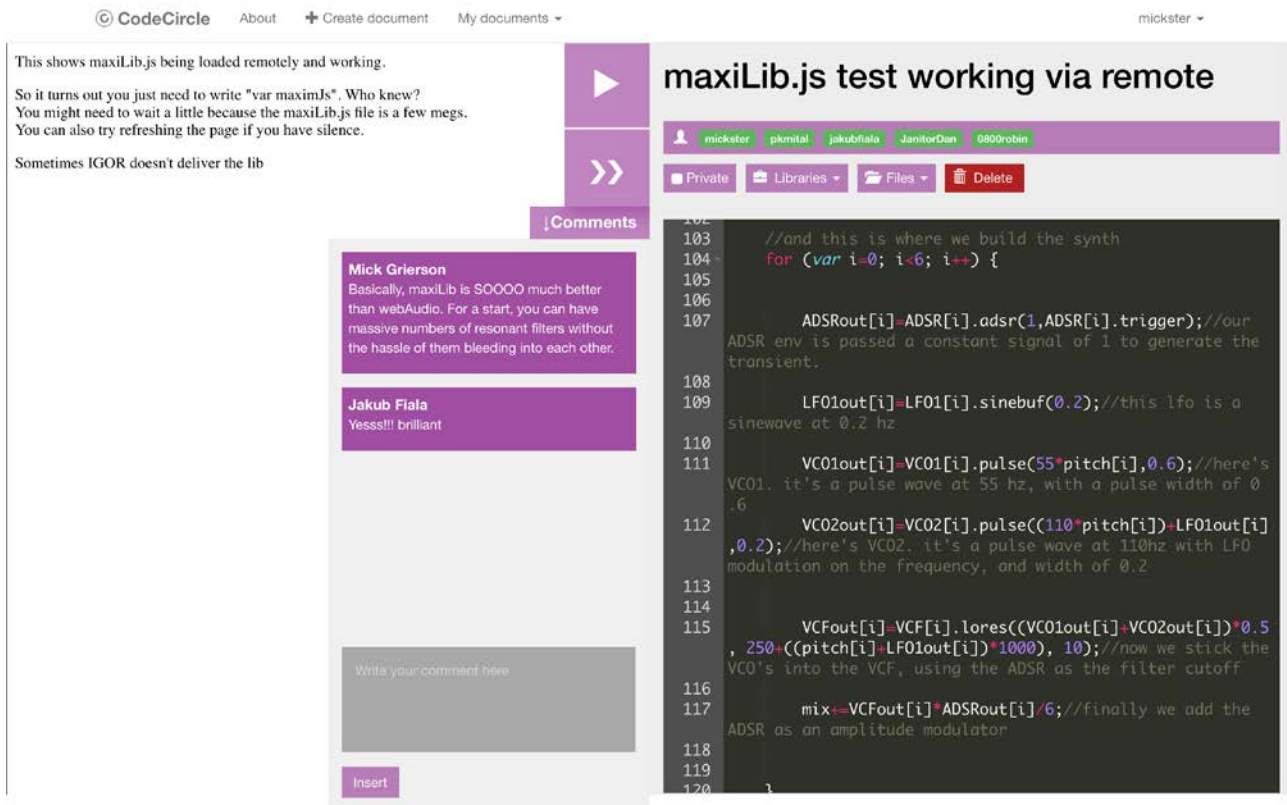 CodeCircle About Create document My documents mickster
This shows maxiLib.js being loaded remotely and working.
So it turns out you just need to write "var maximJs". Who knew?
You might need to wait a little because the maxiLib.js file is a few megs.
You can also try refreshing the page if you have silence.
Sometimes IGOR doesn't deliver the lib
↓Comments
Mick Grierson
Basically, maxiLib is SOOOO much better
than webAudio. For a start, you can have
massive numbers of resonant filters without
the hassle of them bleeding into each other.
Jakub Fiala
Yesss!!! brilliant
Write your comment here
Insert
maxiLib.js test working via remote
mickster pkmital jakubfiala JanitorDan 0800robin
Private Libraries Files Delete
102
103 //and this is where we build the synth
104 for (var i=0; i<6; i++) {
105
106
107 ADSRout[i]=ADSR[i].adsr(1,ADSR[i].trigger);//our
ADSR env is passed a constant signal of 1 to generate the
transient.
108
109 LFO1out[i]=LFO1[i].sinebuf(0.2);//this lfo is a
sinewave at 0.2 hz
110
111 VCO1out[i]=VCO1[i].pulse(55*pitch[i],0.6);//here's
VCO1. it's a pulse wave at 55 hz, with a pulse width of 0
.6
112 VCO2out[i]=VCO2[i].pulse((110*pitch[i])+LFO1out[i]
,0.2);//here's VCO2. it's a pulse wave at 110hz with LFO
modulation on the frequency, and width of 0.2
113
114
115 VCFout[i]=VCF[i].lores((VCO1out[i]+VCO2out[i])*0.5
, 250+((pitch[i]+LFO1out[i])*1000), 10);//now we stick the
VCO's into the VCF, using the ADSR as the filter cutoff
116
117 mix+=VCFout[i]*ADSRout[i]/6;//finally we add the
ADSR as an amplitude modulator
118
119
120 }